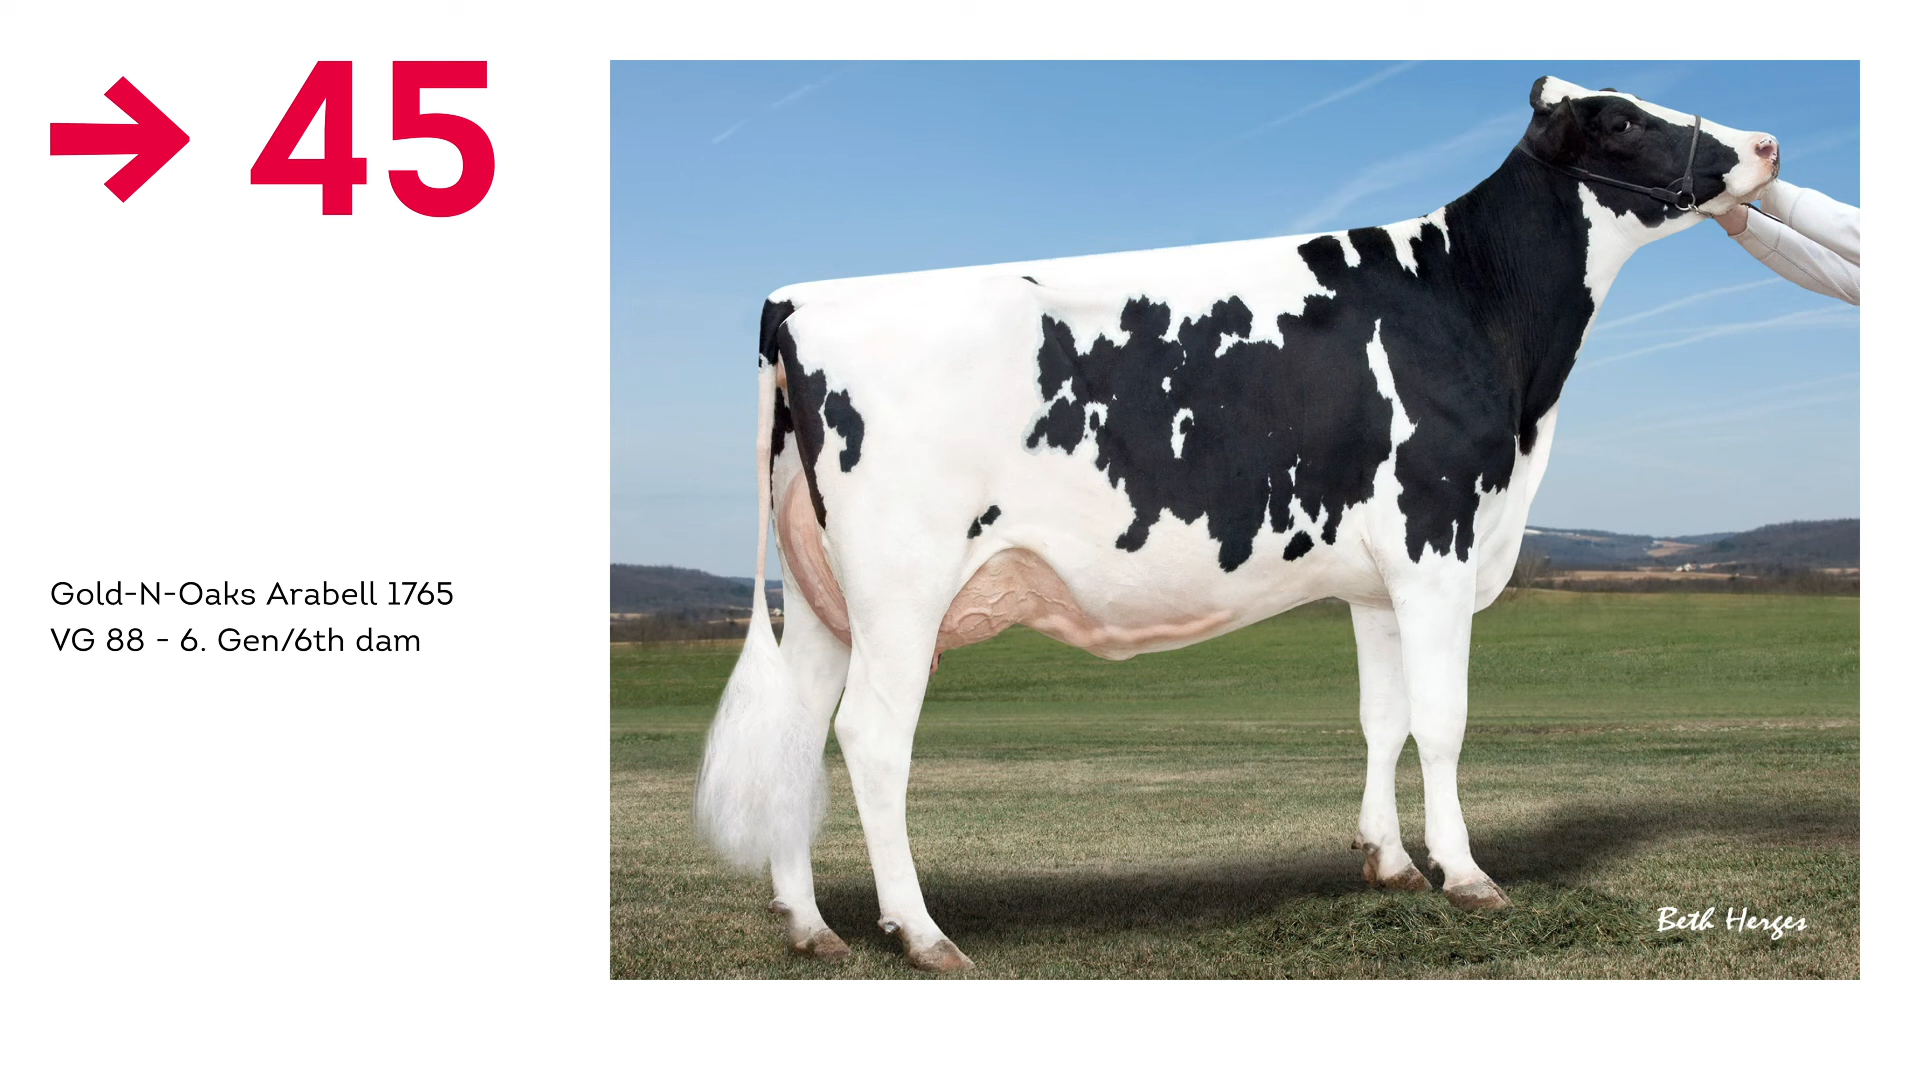 → 45
Gold-N-Oaks Arabell 1765
VG 88 - 6. Gen/6th dam
Beth Herges